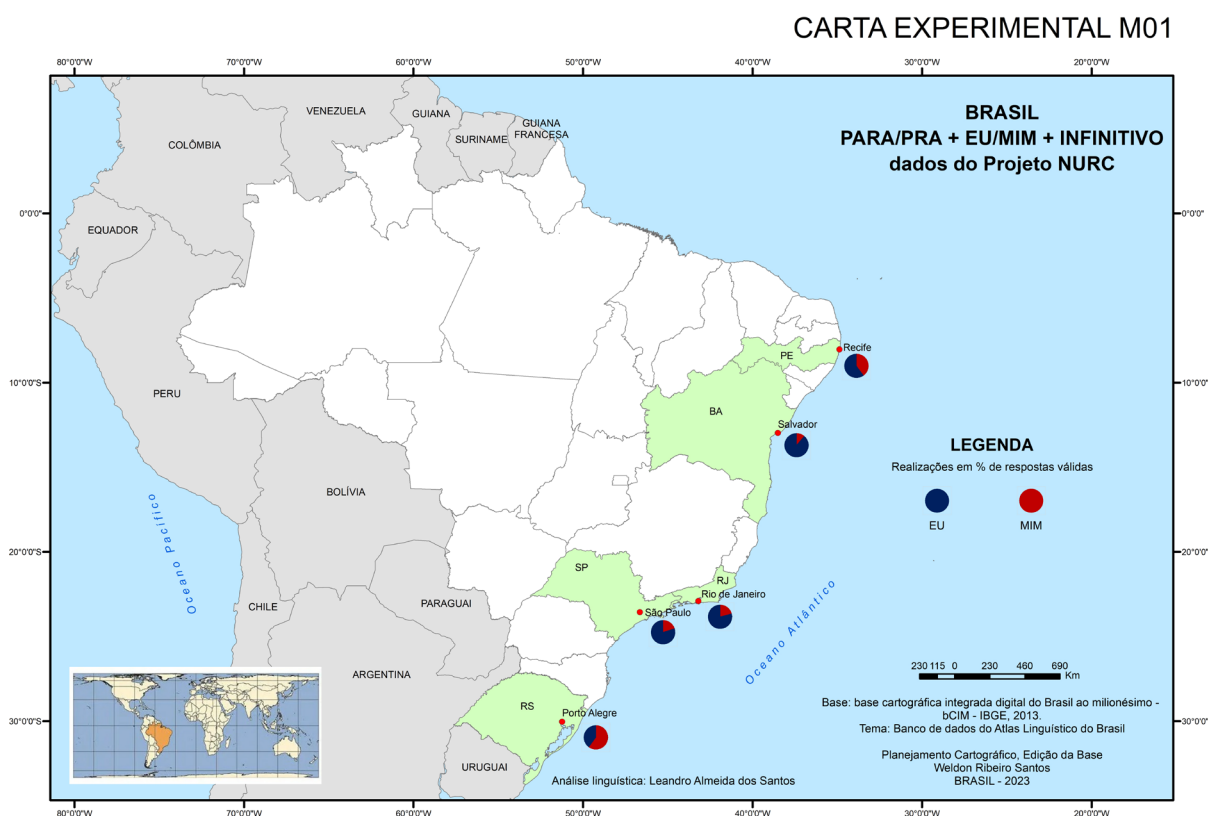 CARTA EXPERIMENTAL M01
80°0'0"W 70°0'0"W 60°0'0"W 50°0'0"W 40°0'0"W 30°0'0"W 20°0'0"W
BRASIL
PARA/PRA + EU/MIM + INFINITIVO
dados do Projeto NURC
VENEZUELA
GUIANA
GUIANA
FRANCESA
SURINAME
COLÔMBIA
0°0'0" 0°0'0"
EQUADOR
Recife
PE
10°0'0"S 10°0'0"S
PERU
BA
Salvador
LEGENDA
Realizações em % de respostas válidas
EU MIM
BOLÍVIA
Oceano Pacífico
20°0'0"S 20°0'0"S
SP
RJ
Rio de Janeiro
São Paulo
CHILE
PARAGUAI
Oceano Atlântico
ARGENTINA
230 115 0 230 460 690
Km
RS
Porto Alegre
Base: base cartográfica integrada digital do Brasil ao milionésimo -
bCIM - IBGE, 2013.
Tema: Banco de dados do Atlas Linguístico do Brasil
30°0'0"S 30°0'0"S
URUGUAI
Planejamento Cartográfico, Edição da Base
Weldon Ribeiro Santos
BRASIL - 2023
Análise linguística: Leandro Almeida dos Santos
80°0'0"W 70°0'0"W 60°0'0"W 50°0'0"W 40°0'0"W 30°0'0"W 20°0'0"W